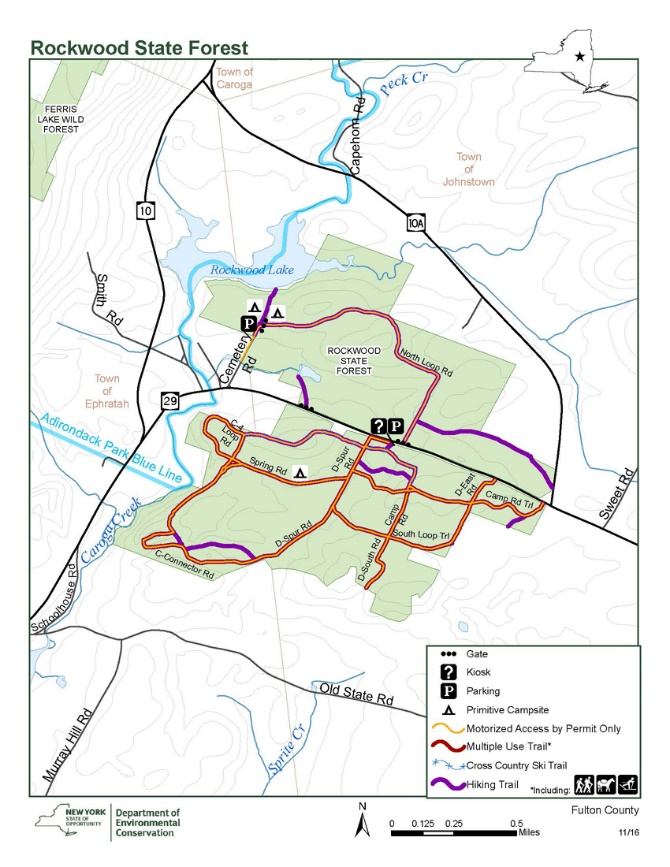 Rockwood State Forest
Town of
Caroga
Peck Cr
FERRIS
LAKE WILD
FOREST
Capehorn Rd
Town
of
Johnstown
10
10A
Rockwood Lake
Smith
Rd
P
Cemetery
Rd
ROCKWOOD
STATE
FOREST
North Loop Rd
Town
of
Ephratah
29
Adirondack Park Blue Line
C-4
Loop
Rd
? P
D-Spur
Rd
Spring Rd
D-East
Rd
Camp Rd Trl
Sweet Rd
Caroga Creek
D-Spur Rd
Camp
Rd
South Loop Trl
C-Connector Rd
D-South Rd
Schoolhouse Rd
Old State Rd
Murray Hill Rd
Sprite Cr
Gate
? Kiosk
P Parking
Primitive Campsite
Motorized Access by Permit Only
Multiple Use Trail*
Cross Country Ski Trail
Hiking Trail
*Including:
NEW YORK
STATE OF
OPPORTUNITY
Department of
Environmental
Conservation
N
0 0.125 0.25 0.5
Miles
Fulton County
11/16